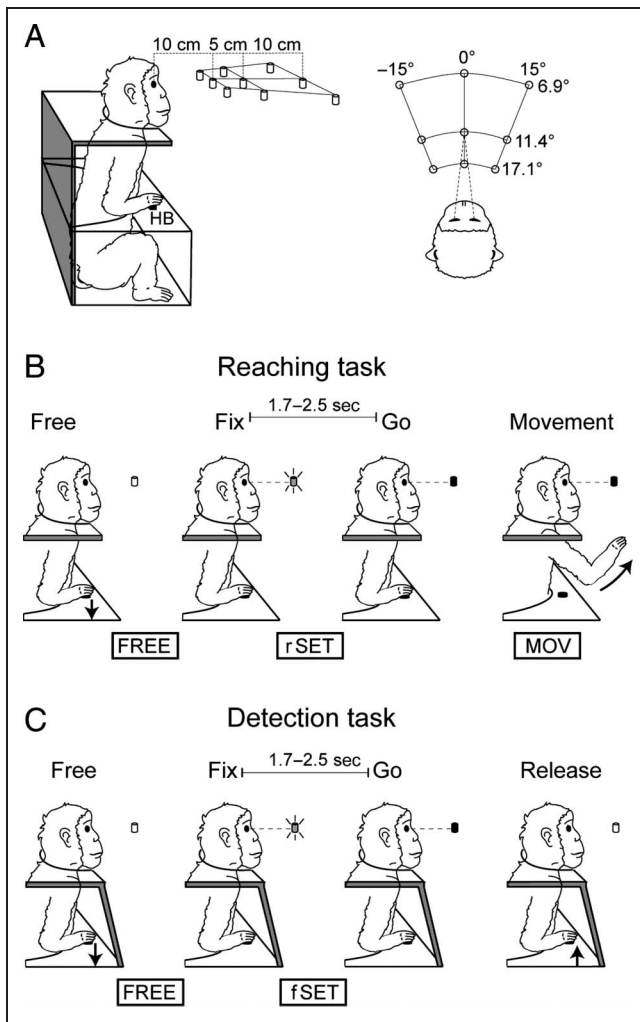 A
10 cm 5 cm 10 cm
0°
–15° 15°
6.9°
11.4°
17.1°
HB
B Reaching task
1.7–2.5 sec
Free Fix Go Movement
FREE rSET MOV
C Detection task
1.7–2.5 sec
Free Fix Go Release
FREE fSET